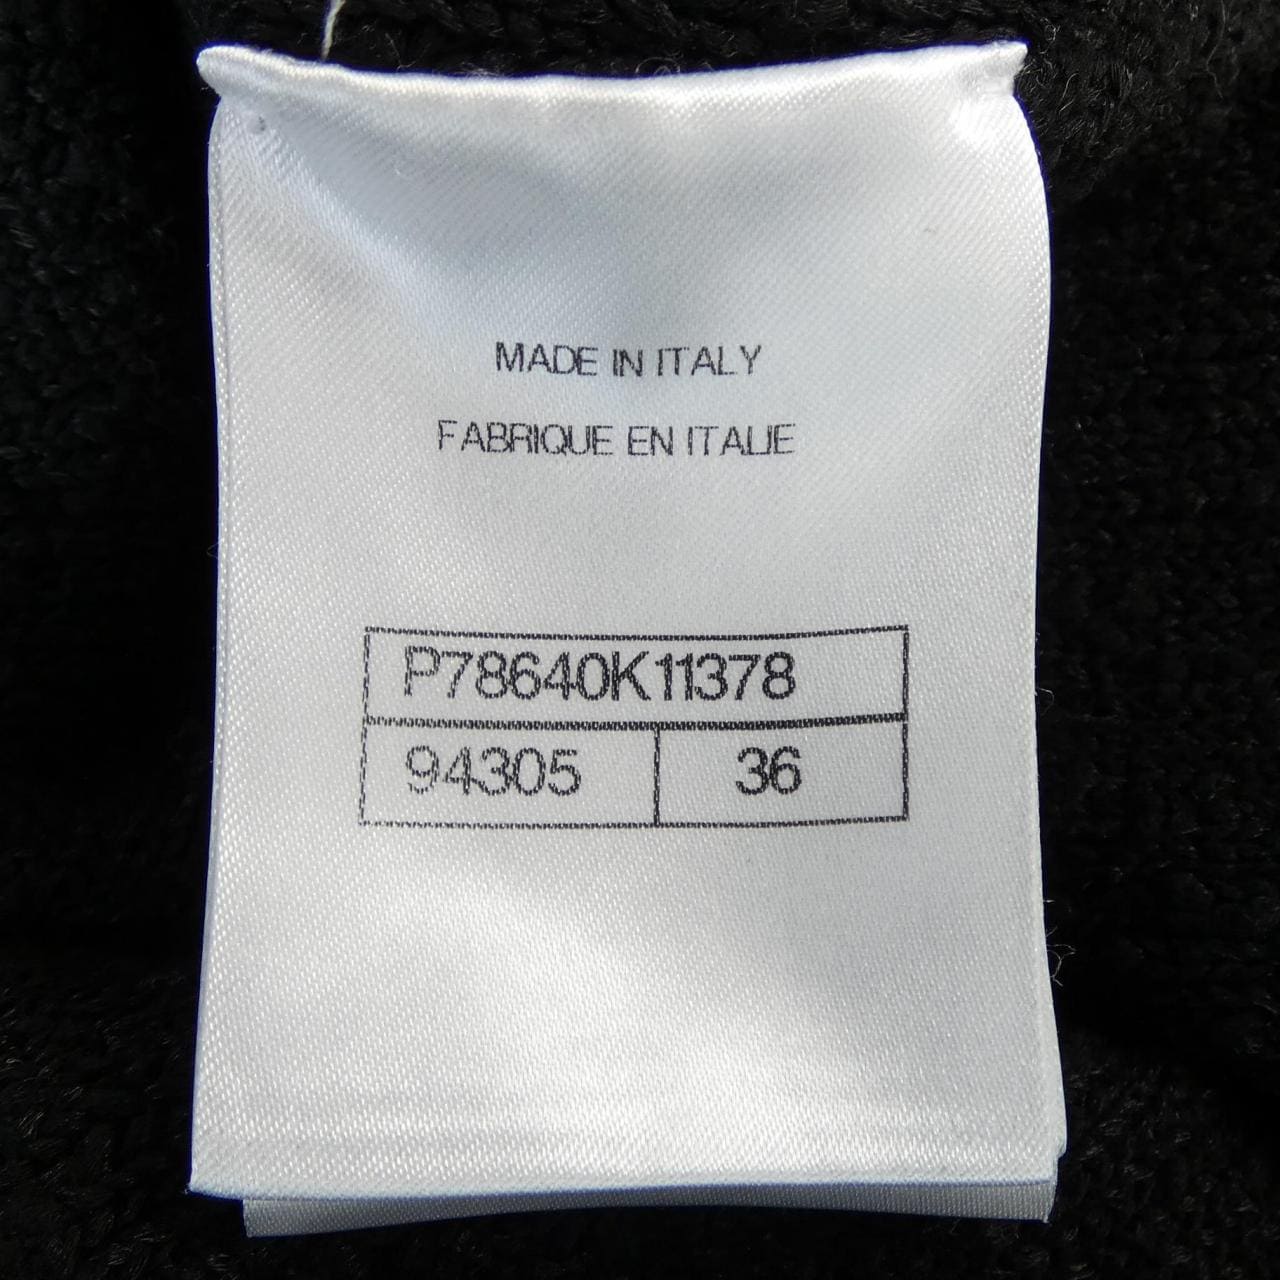 MADE IN ITALY
FABRIQUE EN ITALIE
P78640K11378
94305 36